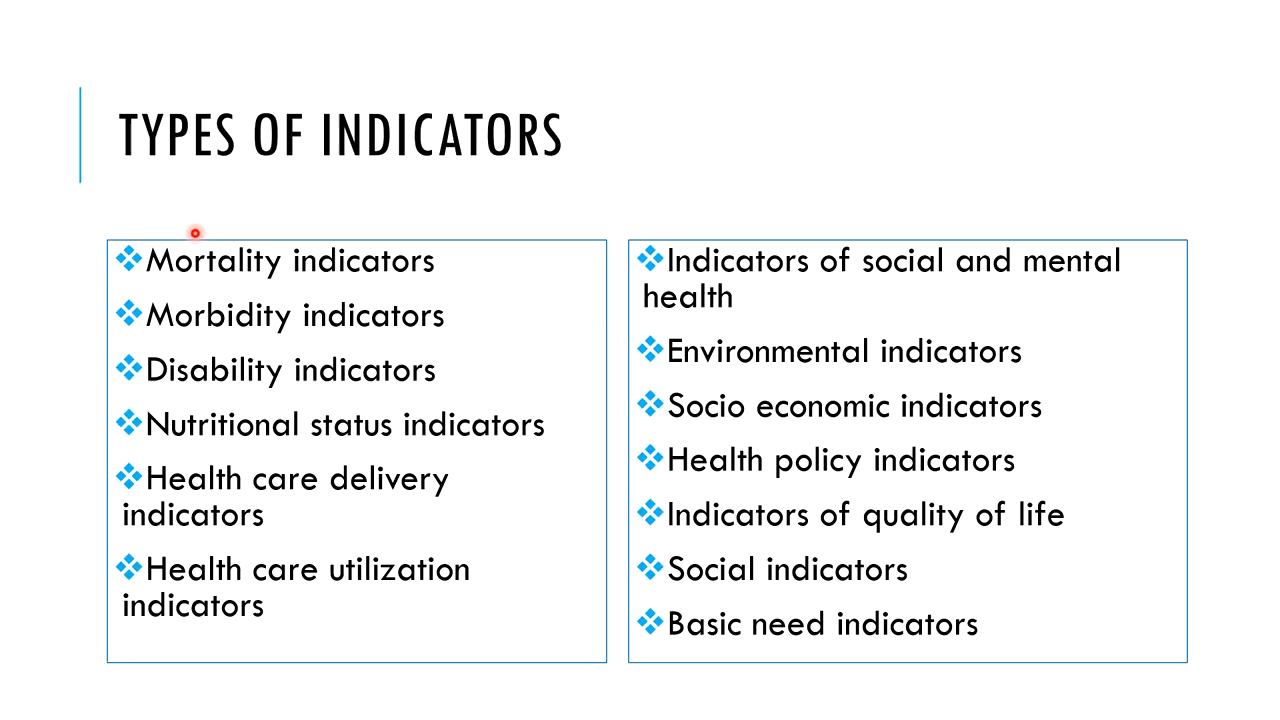 TYPES OF INDICATORS
❖Mortality indicators
❖Morbidity indicators
❖Disability indicators
❖Nutritional status indicators
❖Health care delivery
indicators
❖Health care utilization
indicators
❖Indicators of social and mental
health
❖Environmental indicators
❖Socio economic indicators
❖Health policy indicators
❖Indicators of quality of life
❖Social indicators
❖Basic need indicators